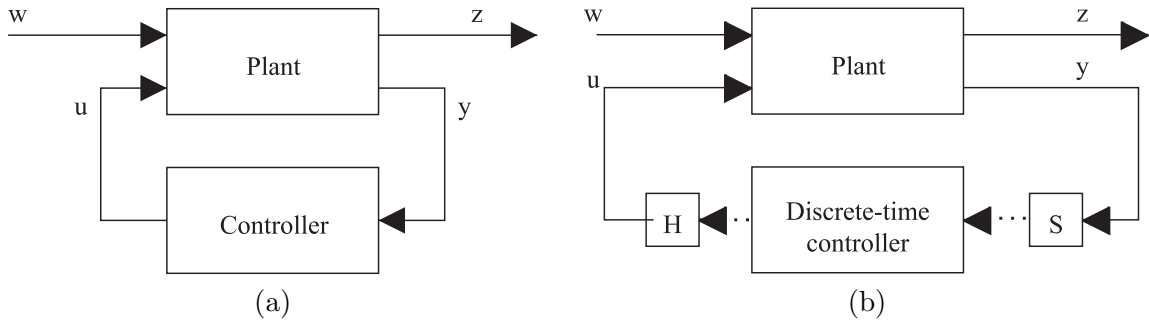 w
z
Plant
u
y
Controller
(a)
w
z
Plant
u
y
H
Discrete-time
controller
S
(b)